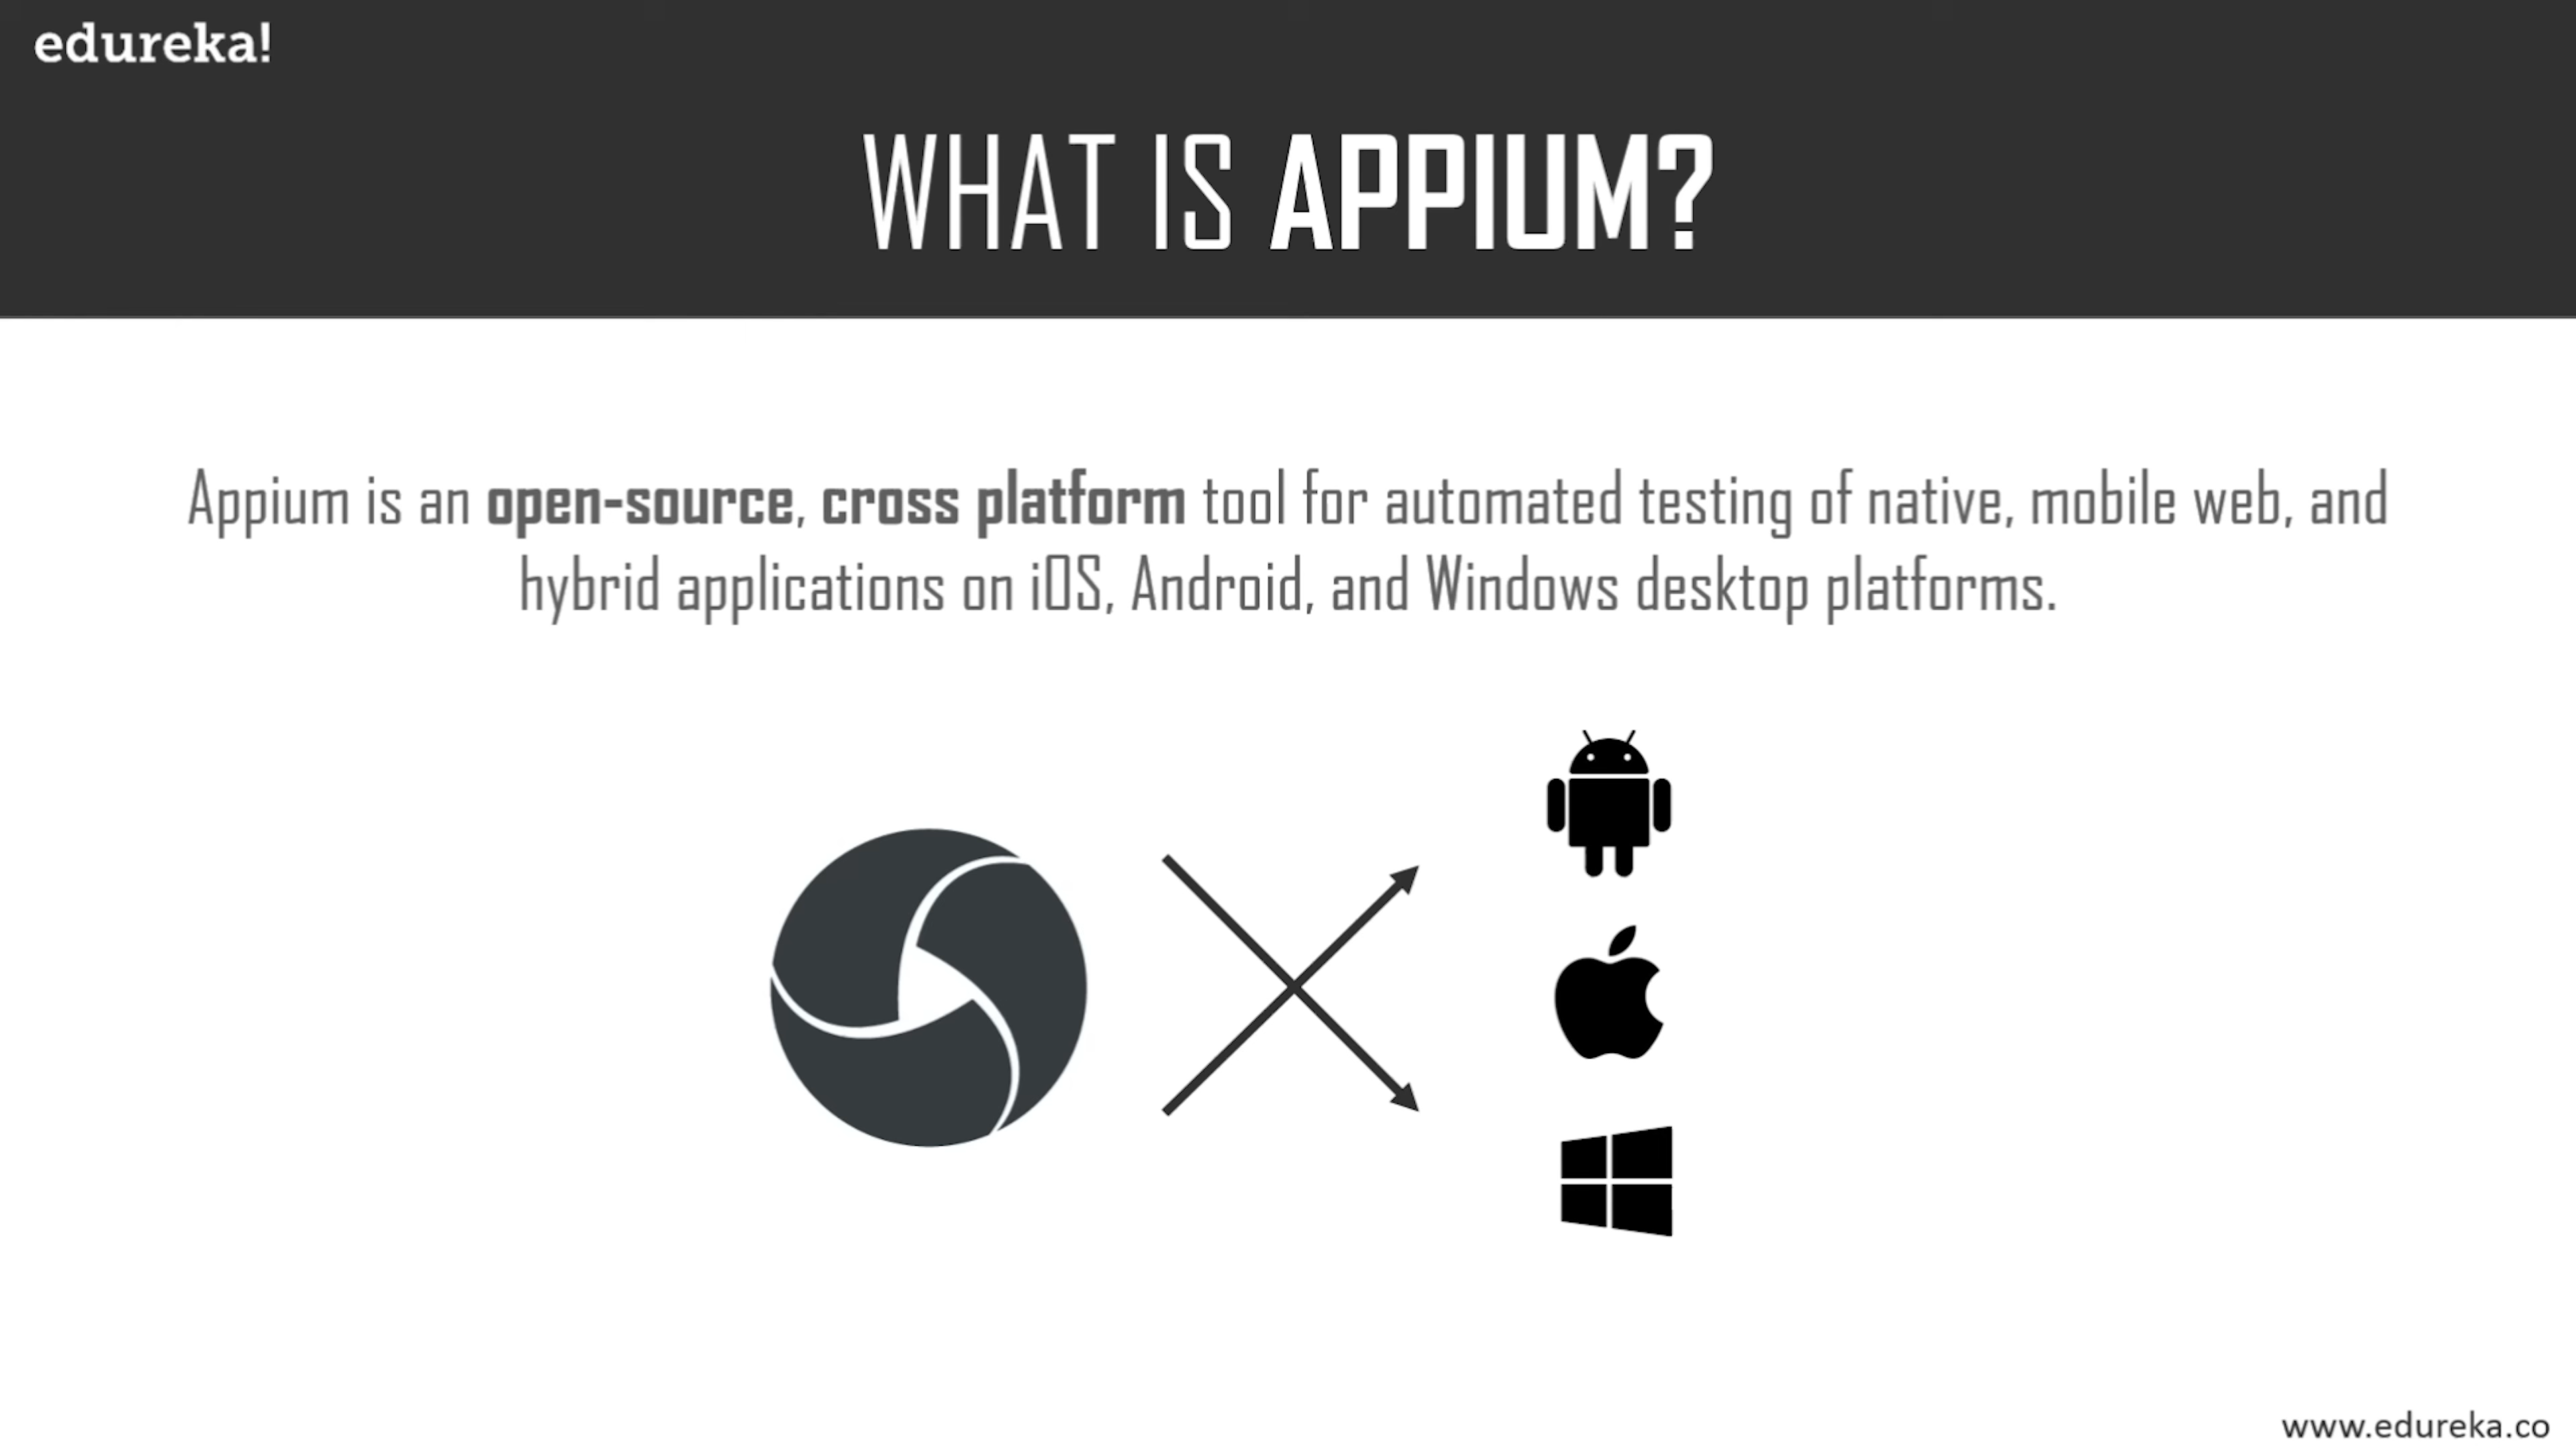 edureka!
WHAT IS APPIUM?
Appium is an open-source, cross platform tool for automated testing of native, mobile web, and
hybrid applications on iOS, Android, and Windows desktop platforms.
www.edureka.co